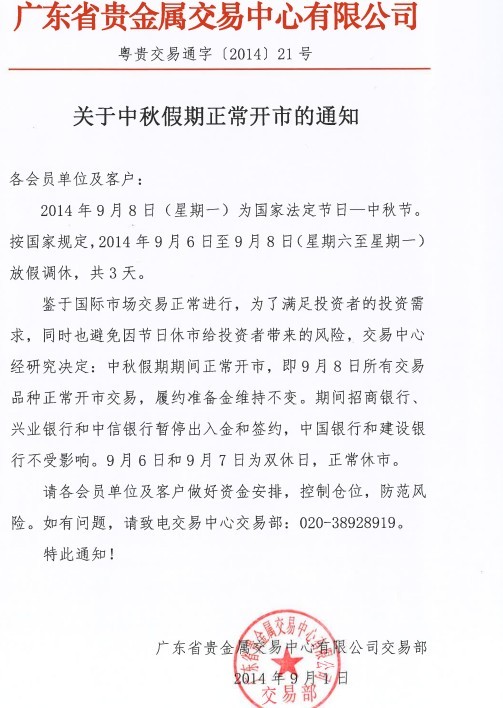 广东省贵金属交易中心有限公司
粤贵交易通字〔2014〕21号
关于中秋假期正常开市的通知
各会员单位及客户：
2014年9月8日（星期一）为国家法定节日—中秋节。
按国家规定，2014年9月6日至9月8日（星期六至星期一）
放假调休，共3天。
鉴于国际市场交易正常进行，为了满足投资者的投资需
求，同时也避免因节日休市给投资者带来的风险，交易中心
经研究决定：中秋假期期间正常开市，即9月8日所有交易
品种正常开市交易，履约准备金维持不变。期间招商银行、
兴业银行和中信银行暂停出入金和签约，中国银行和建设银
行不受影响。9月6日和9月7日为双休日，正常休市。
请各会员单位及客户做好资金安排，控制仓位，防范风
险。如有问题，请致电交易中心交易部：020-38928919。
特此通知！
广东省贵金属交易中心有限公司交易部
2014年9月1日
广东省贵金属交易中心有限公司
交易部